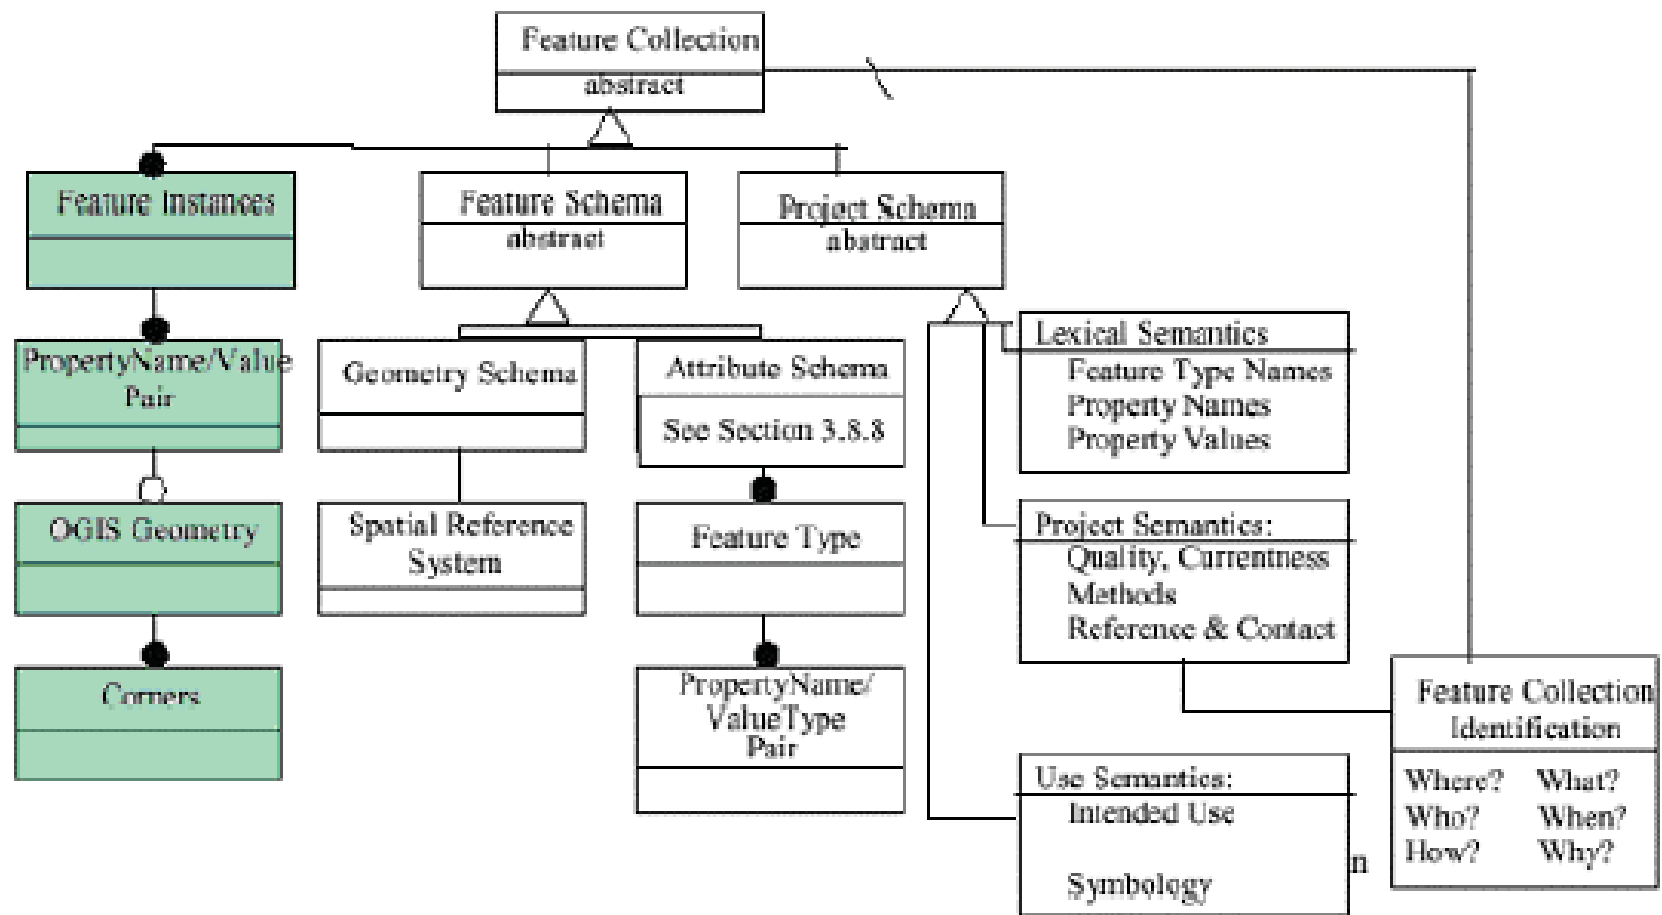 Feature Collection
abstract
Feature Instances
Feature Schema
abstract
Project Schema
abstract
PropertyName/Value
Pair
Geometry Schema
Attribute Schema
See Section 3.8.8
Lexical Semantics
Feature Type Names
Property Names
Property Values
OGIS Geometry
Spatial Reference
System
Feature Type
Project Semantics:
Quality, Currentness
Methods
Reference & Contact
Corners
PropertyName/
ValueType
Pair
Feature Collection
Identification
Where? What?
Who? When?
How? Why?
Use Semantics:
Intended Use
n
Symbology